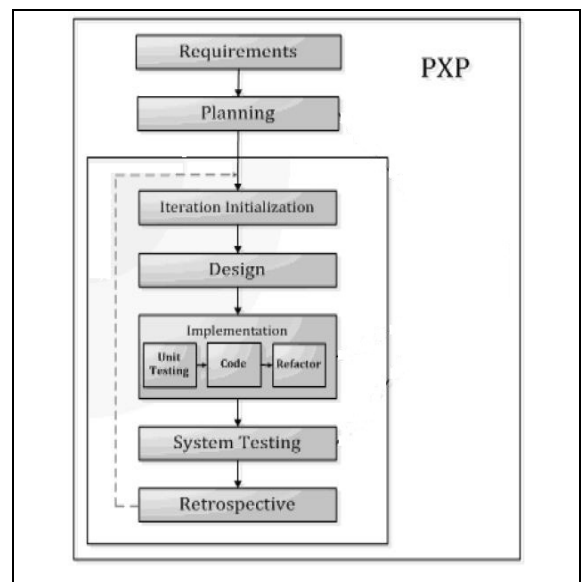 Requirements
PXP
Planning
Iteration Initialization
Design
Implementation
Unit
Testing
Code
Refactor
System Testing
Retrospective